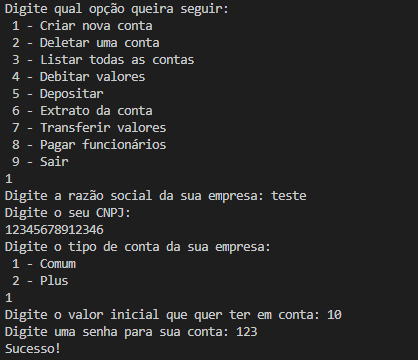 Digite qual opção queira seguir:
1 - Criar nova conta
2 - Deletar uma conta
3 - Listar todas as contas
4 - Debitar valores
5 - Depositar
6 - Extrato da conta
7 - Transferir valores
8 - Pagar funcionários
9 - Sair
1
Digite a razão social da sua empresa: teste
Digite o seu CNPJ:
12345678912346
Digite o tipo de conta da sua empresa:
1 - Comum
2 - Plus
1
Digite o valor inicial que quer ter em conta: 10
Digite uma senha para sua conta: 123
Sucesso!